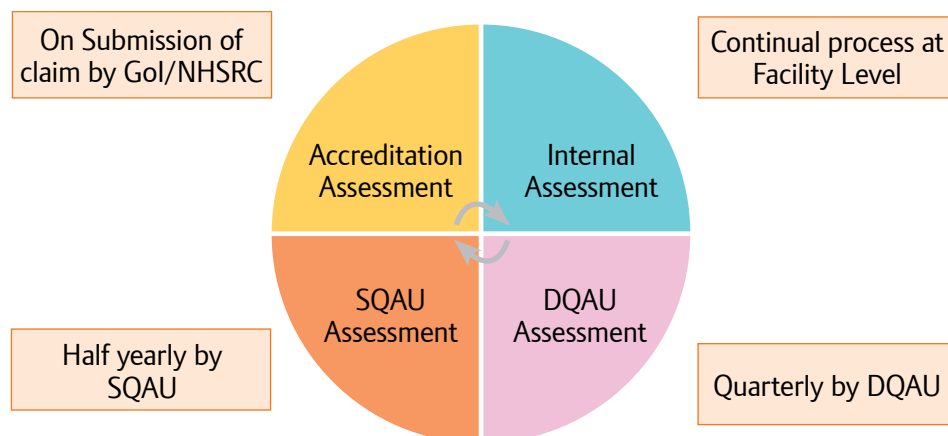 On Submission of
claim by GoI/NHSRC
Continual process at
Facility Level
Accreditation
Assessment
Internal
Assessment
SQAU
Assessment
DQAU
Assessment
Half yearly by
SQAU
Quarterly by DQAU